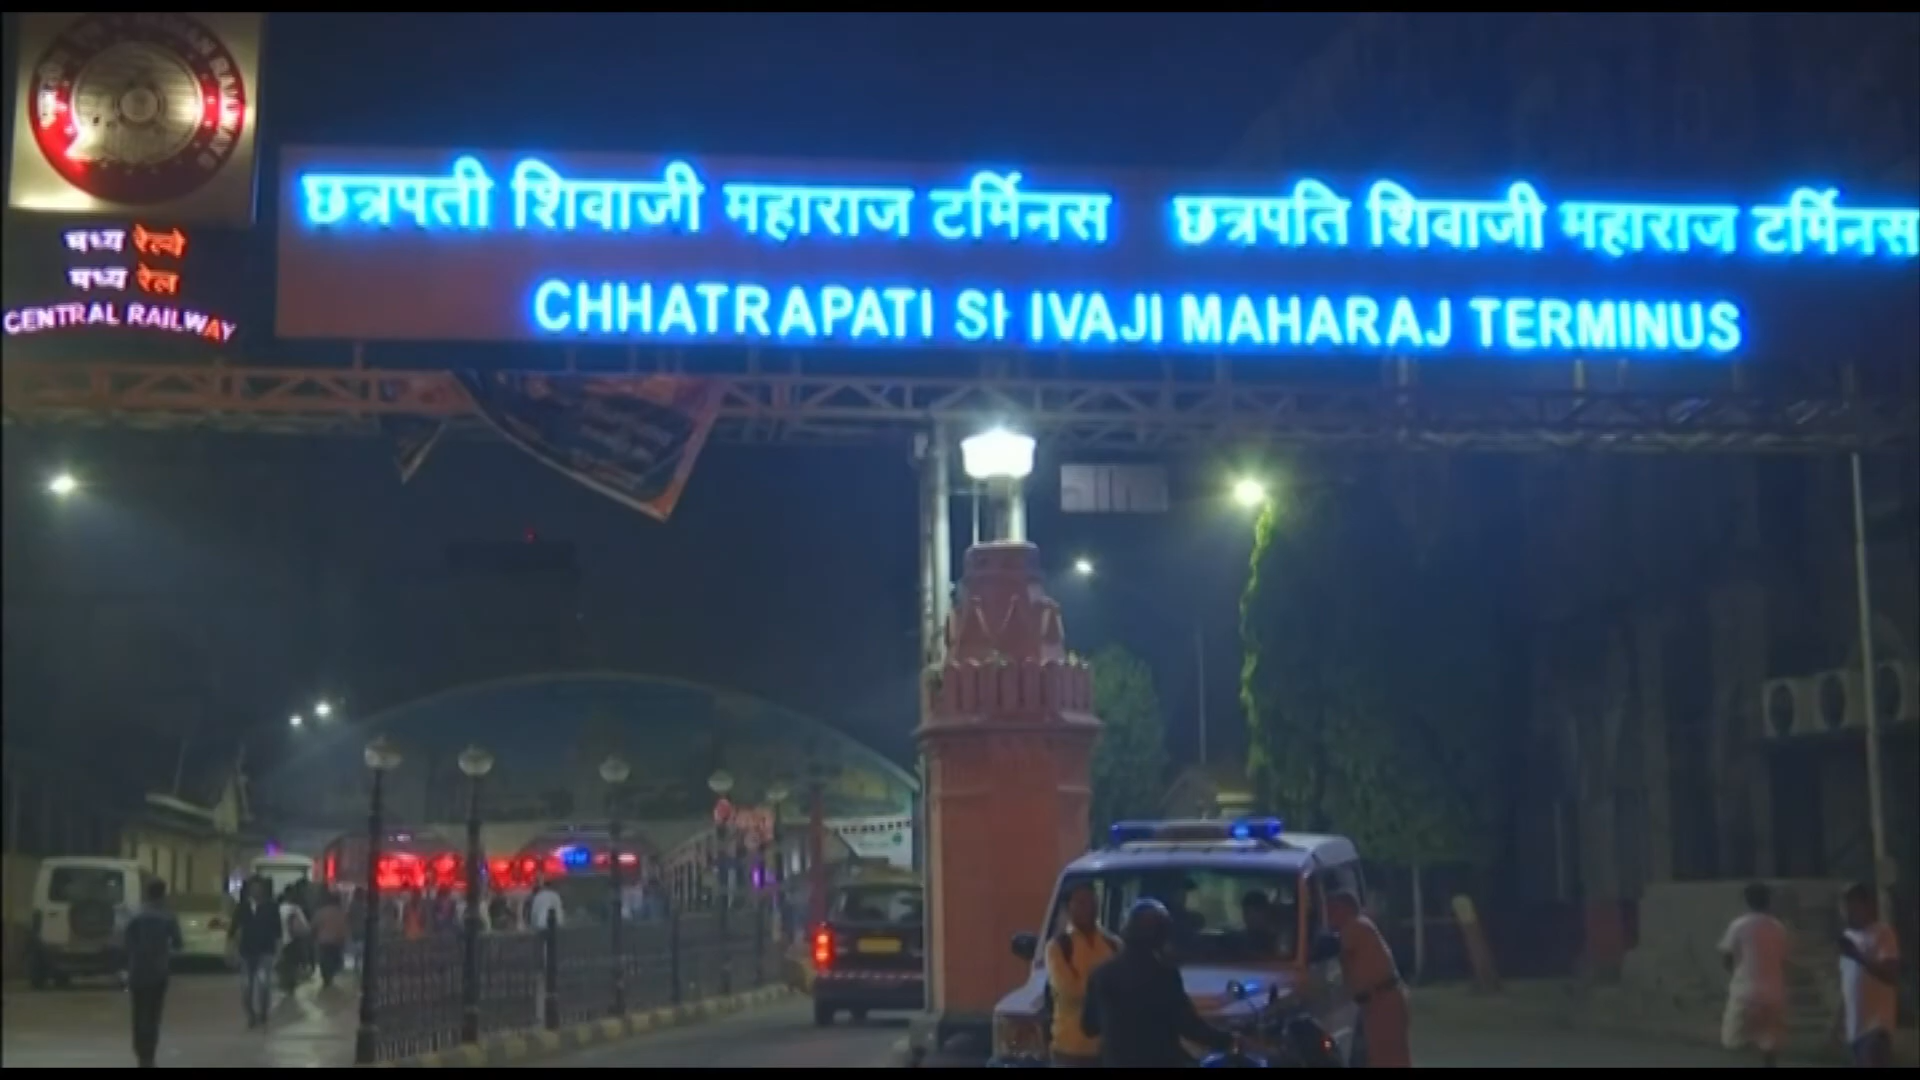 मध्य रेल्वे
मध्य रेल
CENTRAL RAILWAY
छत्रपती शिवाजी महाराज टर्मिनस छत्रपति शिवाजी महाराज टर्मिनस
CHHATRAPATI SHIVAJI MAHARAJ TERMINUS